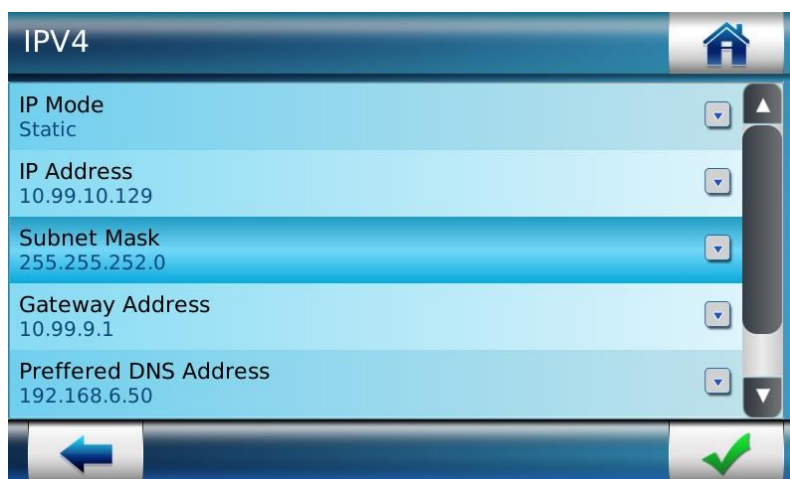 IPV4
IP Mode
Static
IP Address
10.99.10.129
Subnet Mask
255.255.252.0
Gateway Address
10.99.9.1
Preffered DNS Address
192.168.6.50